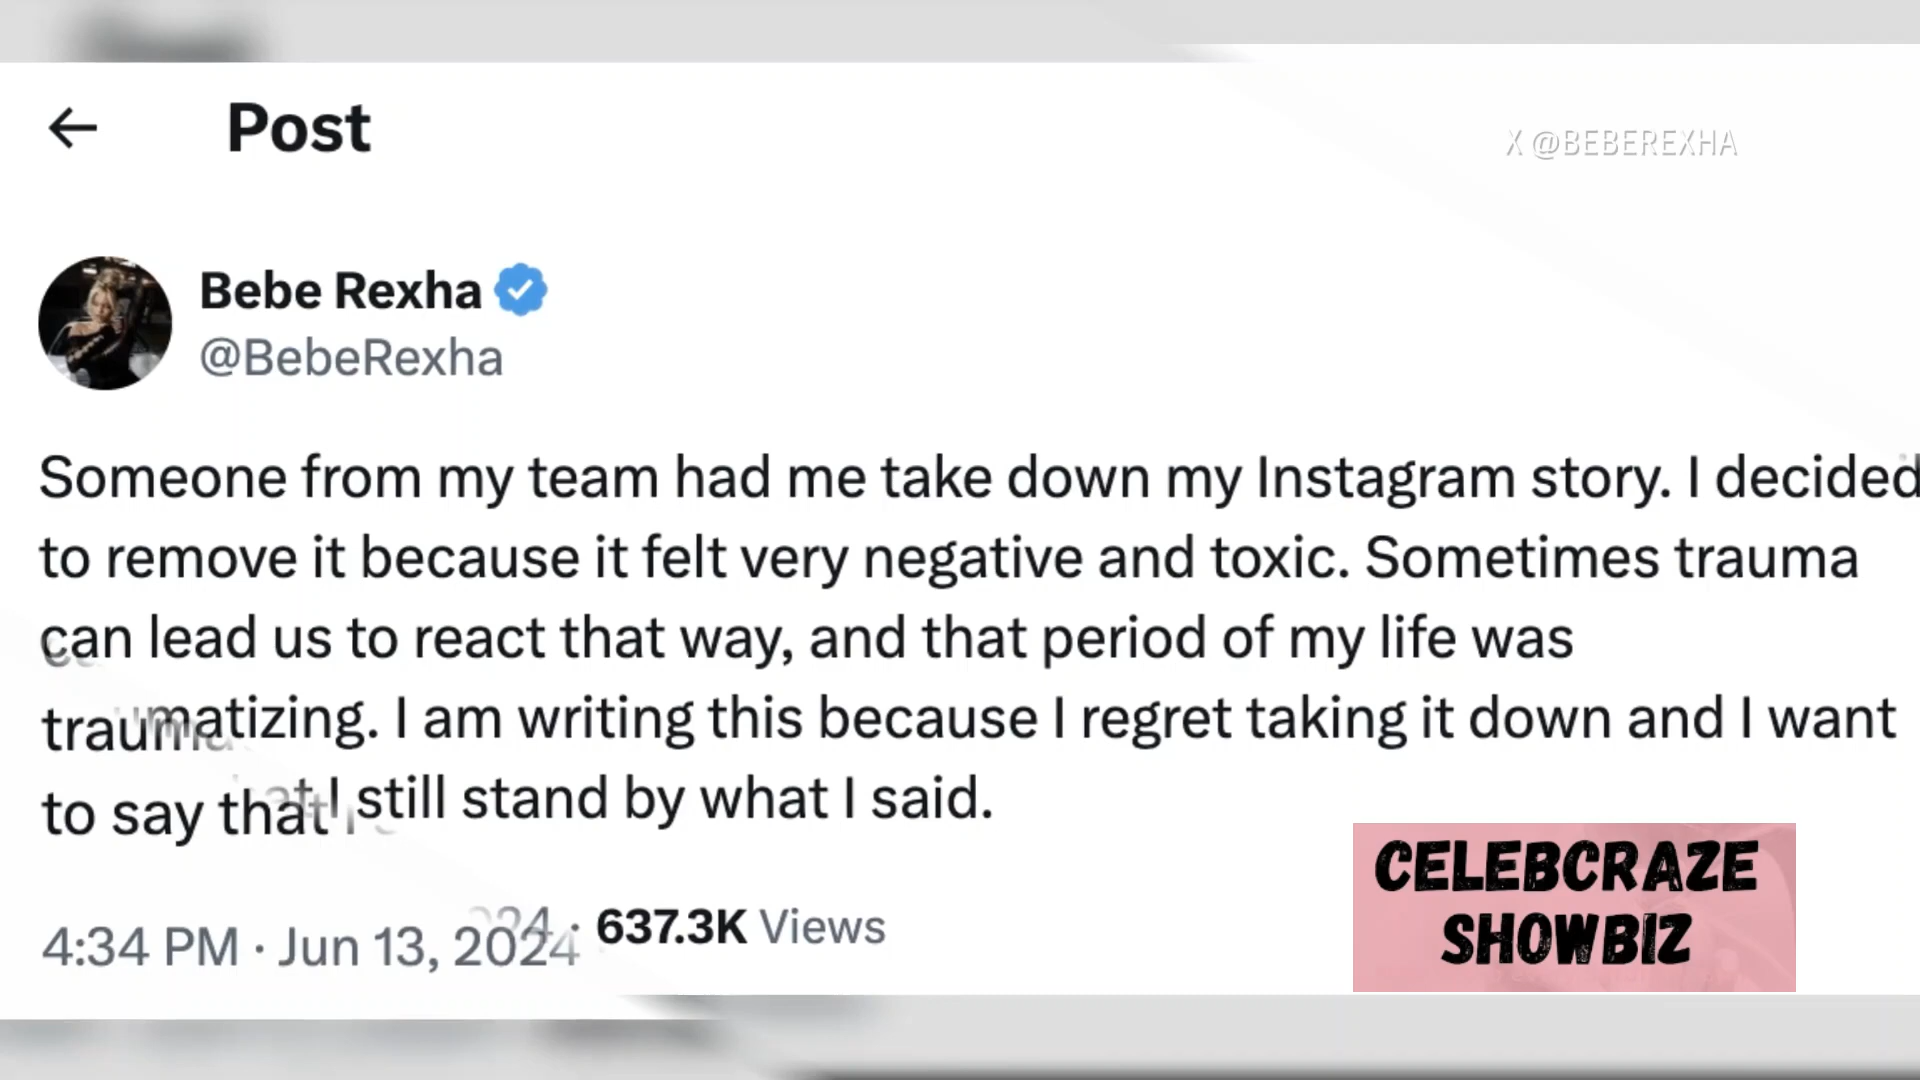 Post
X @BEBEREXHA
Bebe Rexha
@BebeRexha
Someone from my team had me take down my Instagram story. I decided
to remove it because it felt very negative and toxic. Sometimes trauma
can lead us to react that way, and that period of my life was
traumatizing. I am writing this because I regret taking it down and I want
to say that I still stand by what I said.
4:34 PM · Jun 13, 2024 · 637.3K Views
CELEBCRAZE
SHOWBIZ